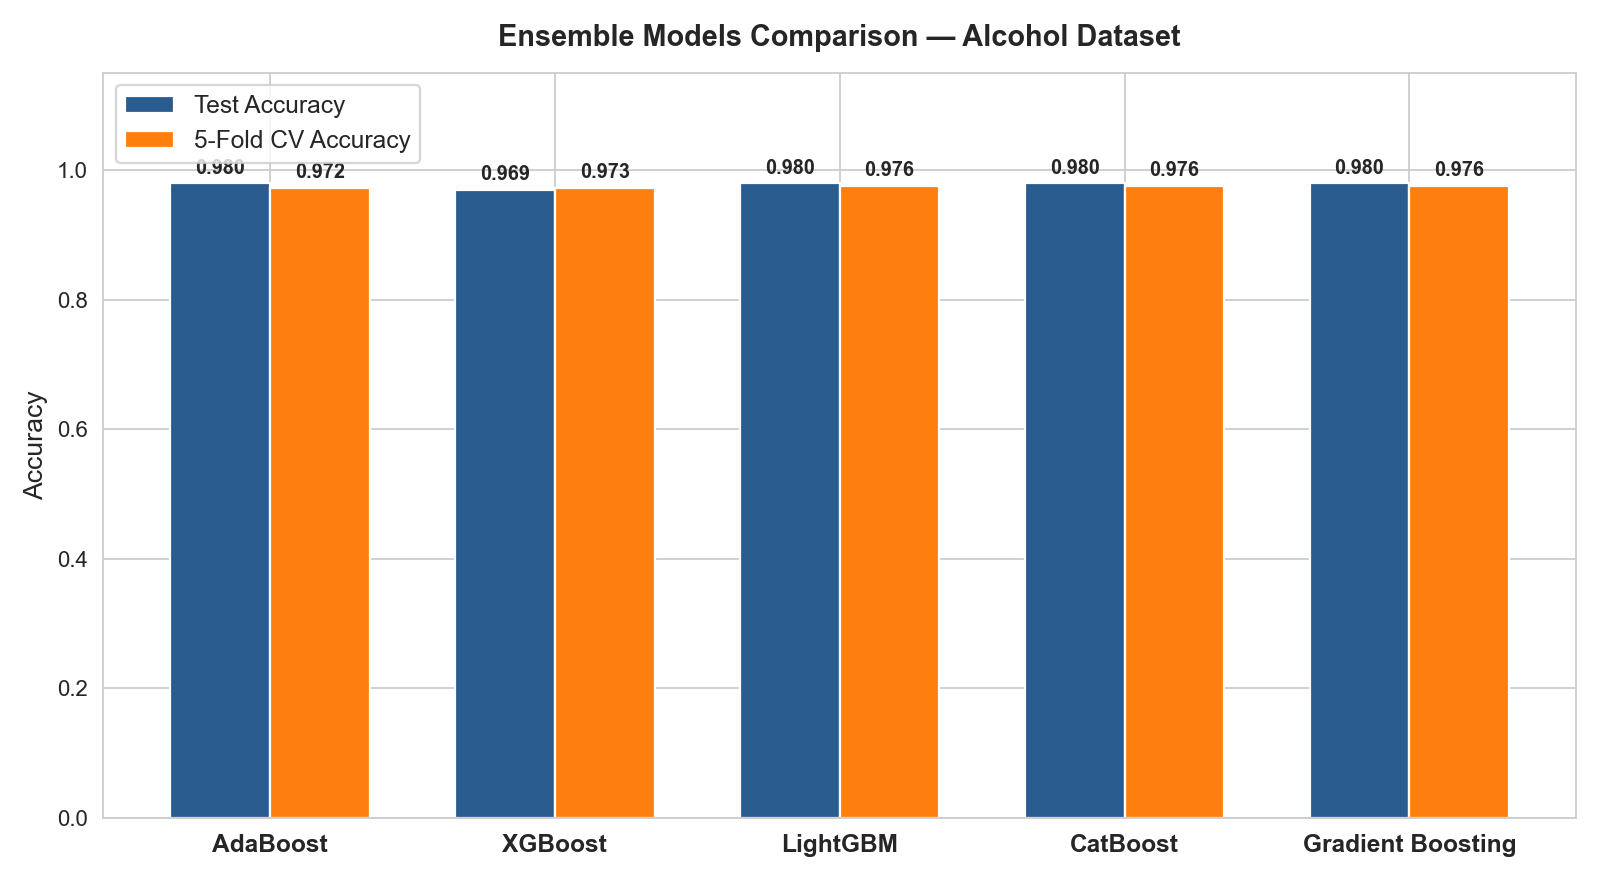 Ensemble Models Comparison — Alcohol Dataset
Test Accuracy
5-Fold CV Accuracy
0.980 0.972 0.969 0.973 0.980 0.976 0.980 0.976 0.980 0.976
1.0
0.8
0.6
0.4
0.2
0.0
Accuracy
AdaBoost XGBoost LightGBM CatBoost Gradient Boosting